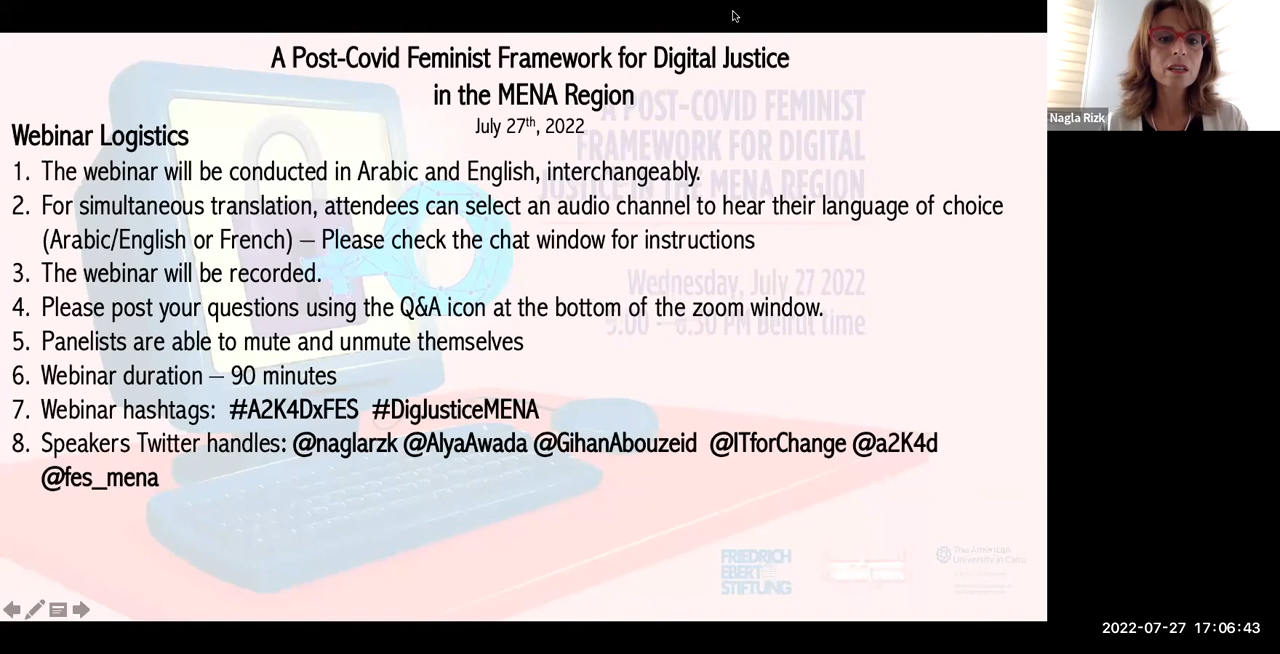 A Post-Covid Feminist Framework for Digital Justice
in the MENA Region
July 27th, 2022
Webinar Logistics
1. The webinar will be conducted in Arabic and English, interchangeably.
2. For simultaneous translation, attendees can select an audio channel to hear their language of choice
(Arabic/English or French) – Please check the chat window for instructions
3. The webinar will be recorded.
4. Please post your questions using the Q&A icon at the bottom of the zoom window.
5. Panelists are able to mute and unmute themselves
6. Webinar duration – 90 minutes
7. Webinar hashtags: #A2K4DxFES #DigJusticeMENA
8. Speakers Twitter handles: @naglarzk @AlyaAwada @GihanAbouzeid @ITforChange @a2K4d
@fes_mena
A POST-COVID FEMINIST
FRAMEWORK FOR DIGITAL
JUSTICE IN THE MENA REGION
Wednesday, July 27 2022
PM Beirut time
FRIEDRICH
EBERT
STIFTUNG
The American
University in Cairo
Nagla Rizk
2022-07-27 17:06:43